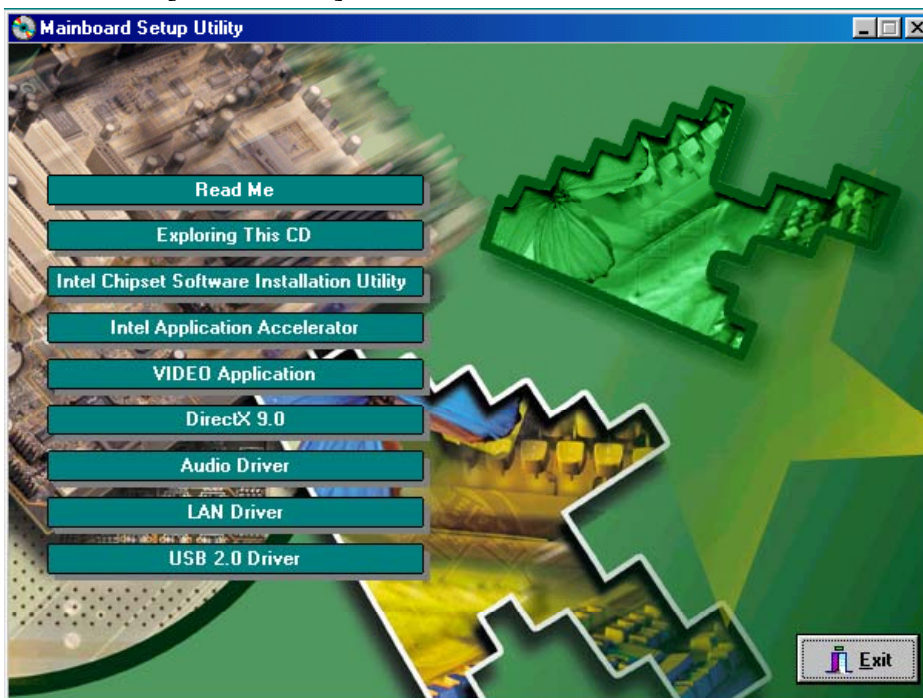 Mainboard Setup Utility
Read Me
Exploring This CD
Intel Chipset Software Installation Utility
Intel Application Accelerator
VIDEO Application
DirectX 9.0
Audio Driver
LAN Driver
USB 2.0 Driver
Exit